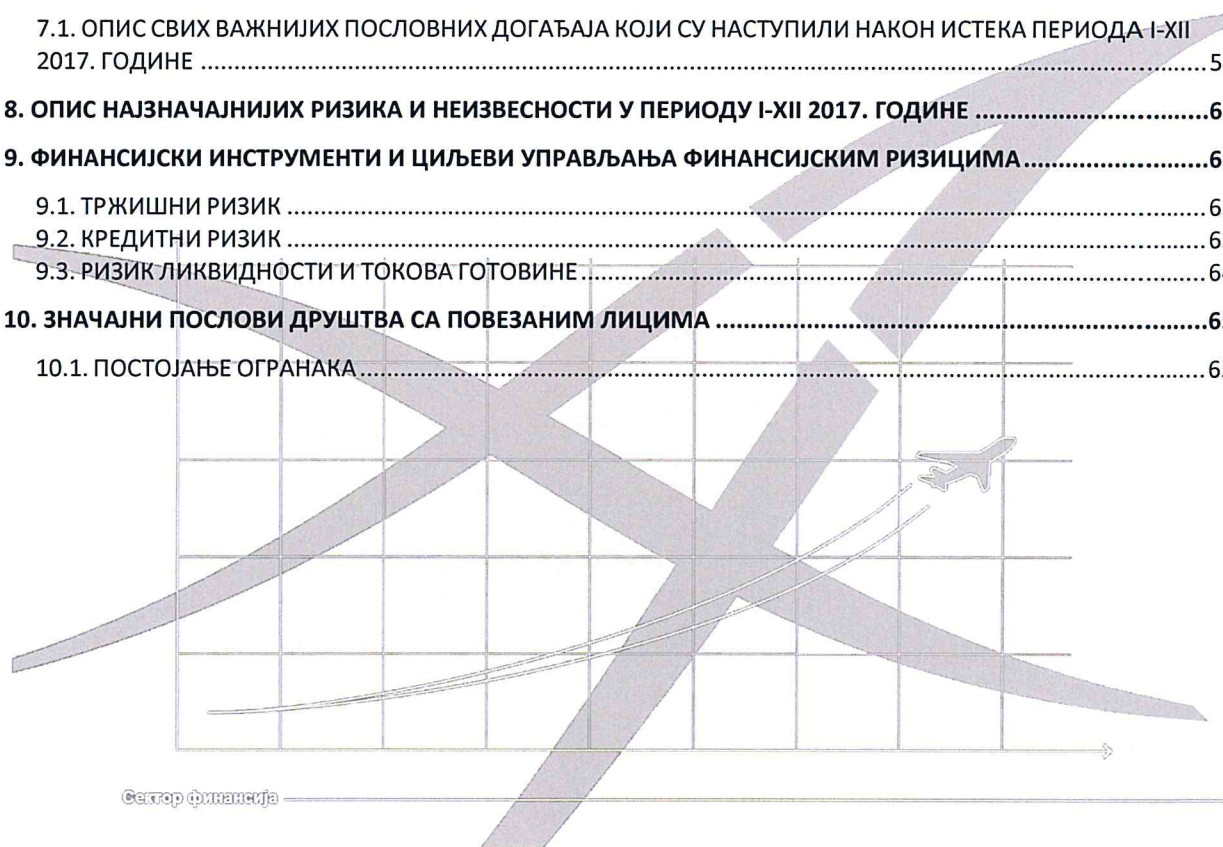 7.1. ОПИС СВИХ ВАЖНИЈИХ ПОСЛОВНИХ ДОГАЂАЈА КОЈИ СУ НАСТУПИЛИ НАКОН ИСТЕКА ПЕРИОДА I-XII
2017. ГОДИНЕ ........................................................ 5
8. ОПИС НАЈЗНАЧАЈНИЈИХ РИЗИКА И НЕИЗВЕСНОСТИ У ПЕРИОДУ I-XII 2017. ГОДИНЕ ........................ 6
9. ФИНАНСИЈСКИ ИНСТРУМЕНТИ И ЦИЉЕВИ УПРАВЉАЊА ФИНАНСИЈСКИМ РИЗИЦИМА ........................ 6
9.1. ТРЖИШНИ РИЗИК ........................................................ 6
9.2. КРЕДИТНИ РИЗИК ........................................................ 6
9.3. РИЗИК ЛИКВИДНОСТИ И ТОКОВА ГОТОВИНЕ ........................................................ 6
10. ЗНАЧАЈНИ ПОСЛОВИ ДРУШТВА СА ПОВЕЗАНИМ ЛИЦИМА ........................................................ 6
10.1. ПОСТОЈАЊЕ ОГРАНАКА ........................................................ 6
Сектор финансија